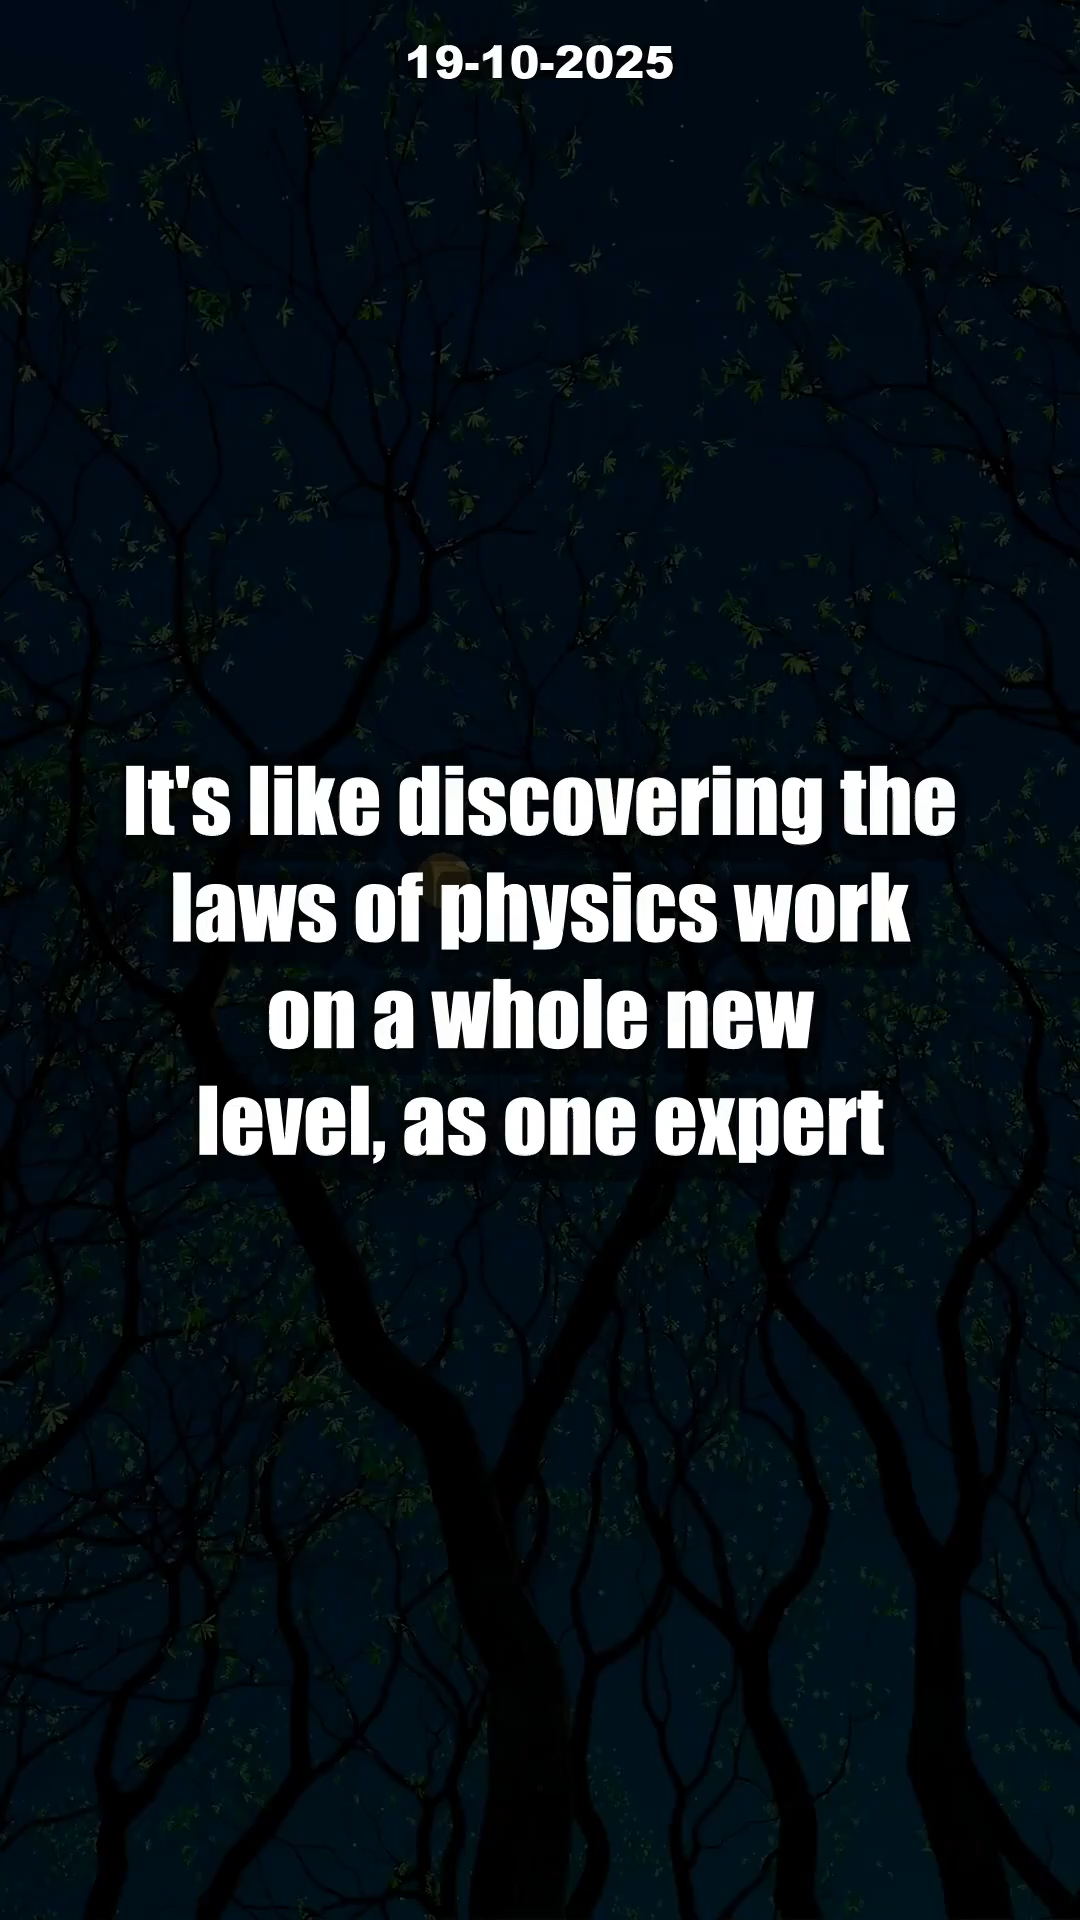 19-10-2025
It's like discovering the
laws of physics work
on a whole new
level, as one expert